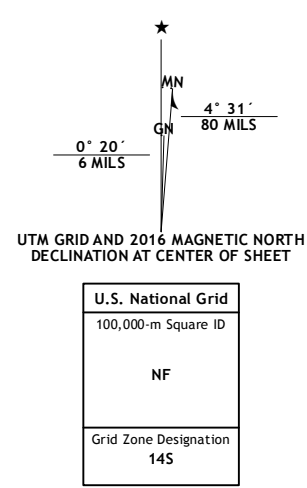 ★
MN
4° 31´
80 MILS
GN
0° 20´
6 MILS
UTM GRID AND 2016 MAGNETIC NORTH
DECLINATION AT CENTER OF SHEET
U.S. National Grid
100,000-m Square ID
NF
Grid Zone Designation
14S